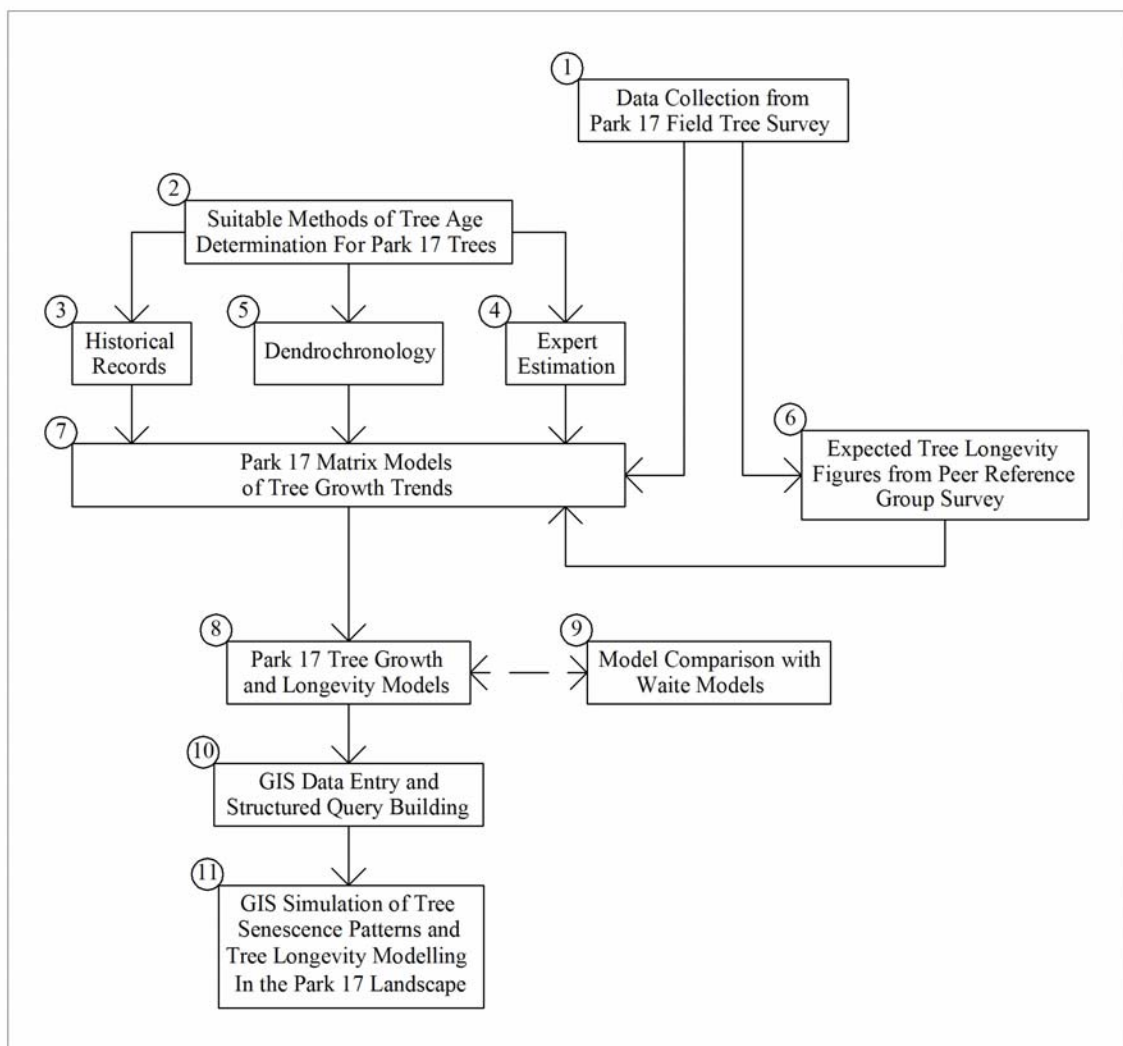 1
Data Collection from
Park 17 Field Tree Survey
2
Suitable Methods of Tree Age
Determination For Park 17 Trees
3
Historical
Records
5
Dendrochronology
4
Expert
Estimation
7
Park 17 Matrix Models
of Tree Growth Trends
6
Expected Tree Longevity
Figures from Peer Reference
Group Survey
8
Park 17 Tree Growth
and Longevity Models
9
Model Comparison with
Waite Models
10
GIS Data Entry and
Structured Query Building
11
GIS Simulation of Tree
Senescence Patterns and
Tree Longevity Modelling
In the Park 17 Landscape